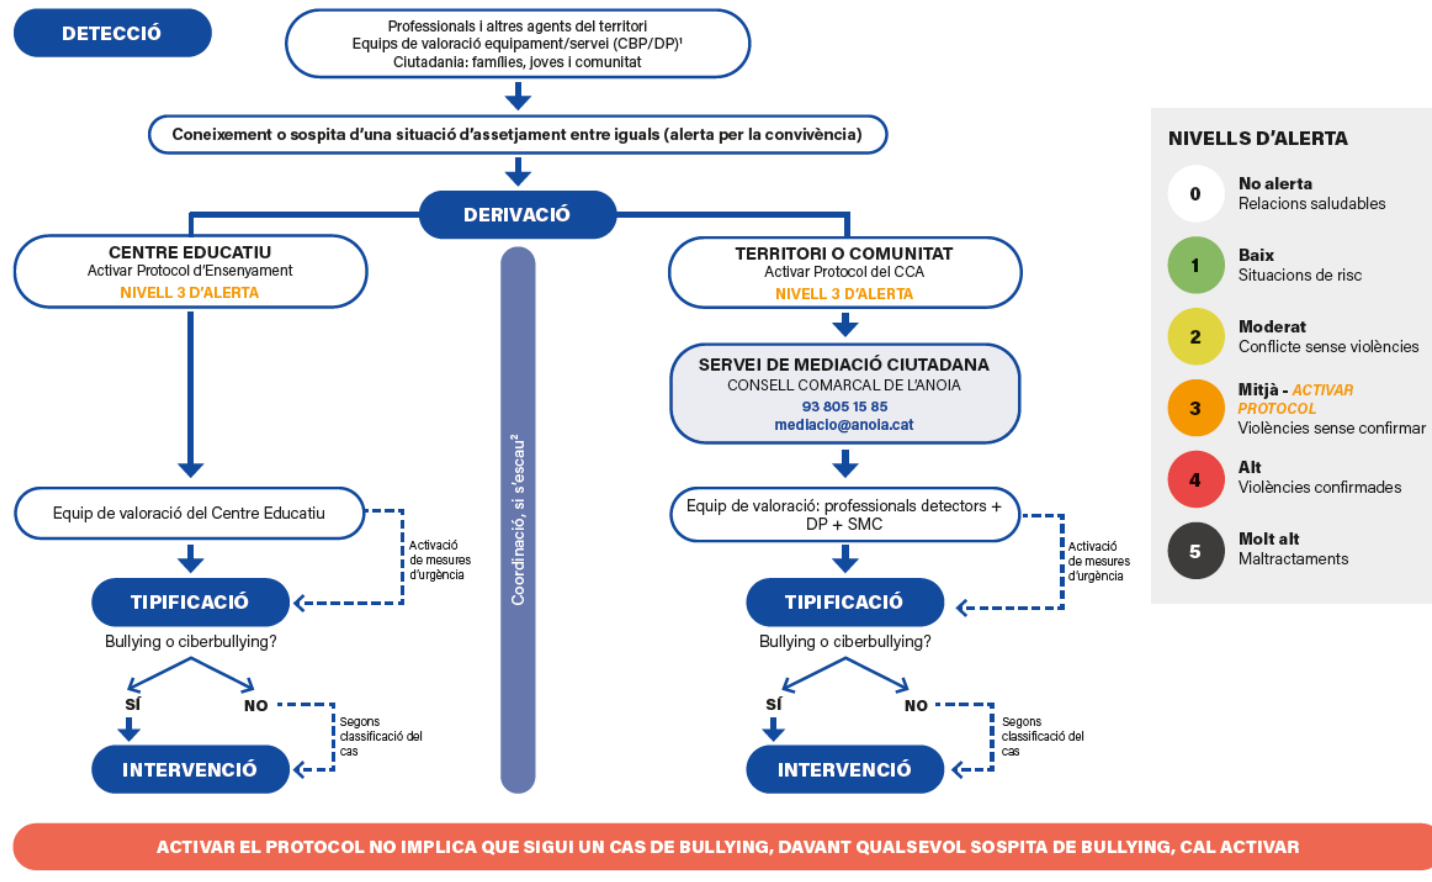 DETECCIÓ
Professionals i altres agents del territori
Equips de valoració equipament/servei (CBP/DP)¹
Ciutadania: famílies, joves i comunitat
Coneixement o sospita d'una situació d'assetjament entre iguals (alerta per la convivència)
DERIVACIÓ
CENTRE EDUCATIU
Activar Protocol d'Ensenyament
NIVELL 3 D'ALERTA
Equip de valoració del Centre Educatiu
Activació
de mesures
d'urgència
TIPIFICACIÓ
Bullying o ciberbullying?
SÍ
NO
Segons
classificació del
cas
INTERVENCIÓ
Coordinació, si s'escau²
TERRITORI O COMUNITAT
Activar Protocol del CCA
NIVELL 3 D'ALERTA
SERVEI DE MEDIACIÓ CIUTADANA
CONSELL COMARCAL DE L'ANOIA
93 805 15 85
mediacio@anoia.cat
Equip de valoració: professionals detectors +
DP + SMC
Activació
de mesures
d'urgència
TIPIFICACIÓ
Bullying o ciberbullying?
SÍ
NO
Segons
classificació del
cas
INTERVENCIÓ
NIVELLS D'ALERTA
0
No alerta
Relacions saludables
1
Baix
Situacions de risc
2
Moderat
Conflicte sense violències
3
Mitjà - ACTIVAR
PROTOCOL
Violències sense confirmar
4
Alt
Violències confirmades
5
Molt alt
Maltractaments
ACTIVAR EL PROTOCOL NO IMPLICA QUE SIGUI UN CAS DE BULLYING, DAVANT QUALSEVOL SOSPITA DE BULLYING, CAL ACTIVAR